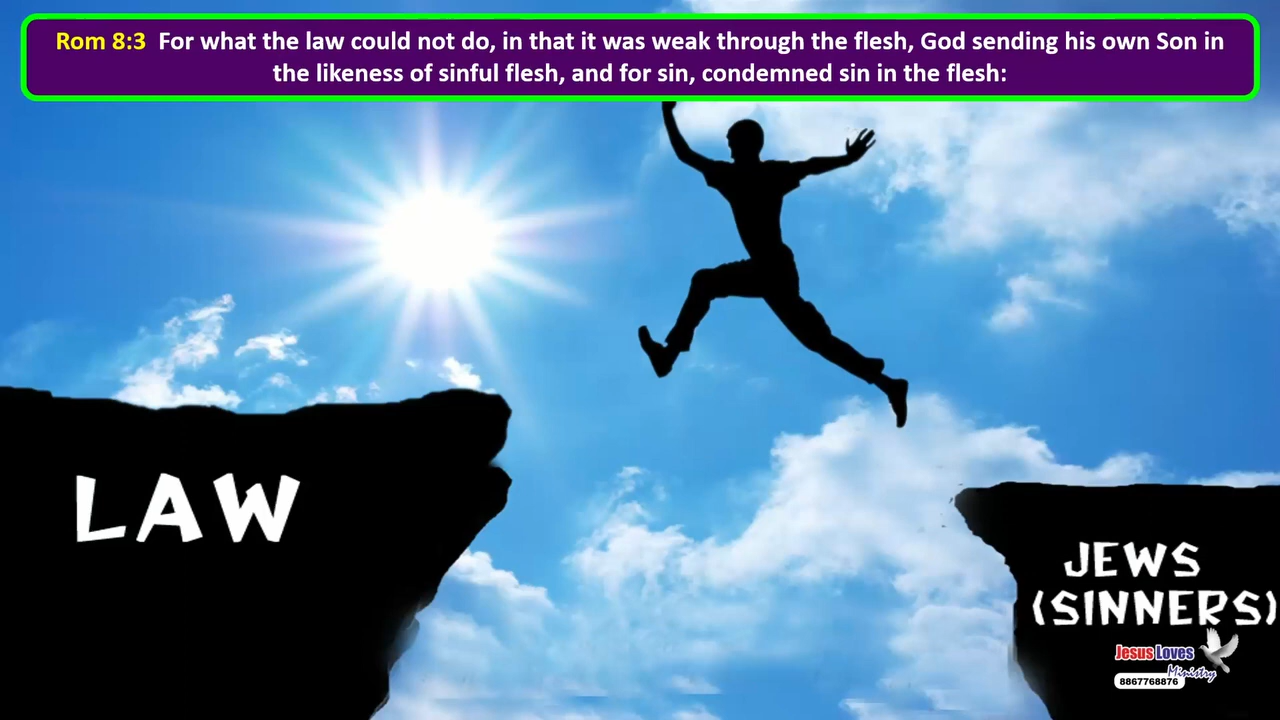 Rom 8:3 For what the law could not do, in that it was weak through the flesh, God sending his own Son in
the likeness of sinful flesh, and for sin, condemned sin in the flesh:
LAW
JEWS
(SINNERS)
Jesus Loves
Ministry
8867768876